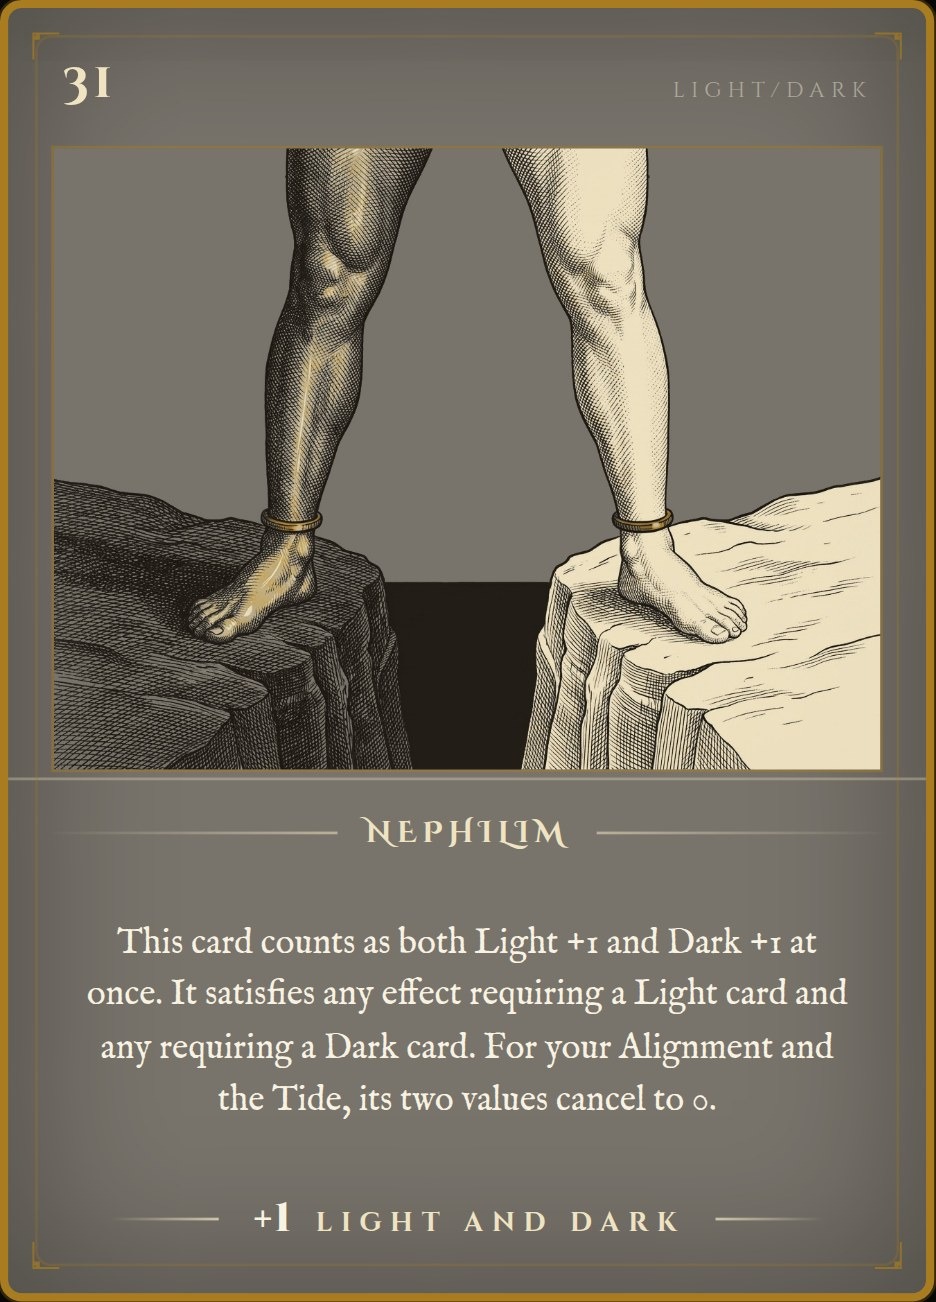 31
LIGHT/DARK
NEPHILIM
This card counts as both Light +1 and Dark +1 at
once. It satisfies any effect requiring a Light card and
any requiring a Dark card. For your Alignment and
the Tide, its two values cancel to 0.
+1 LIGHT AND DARK